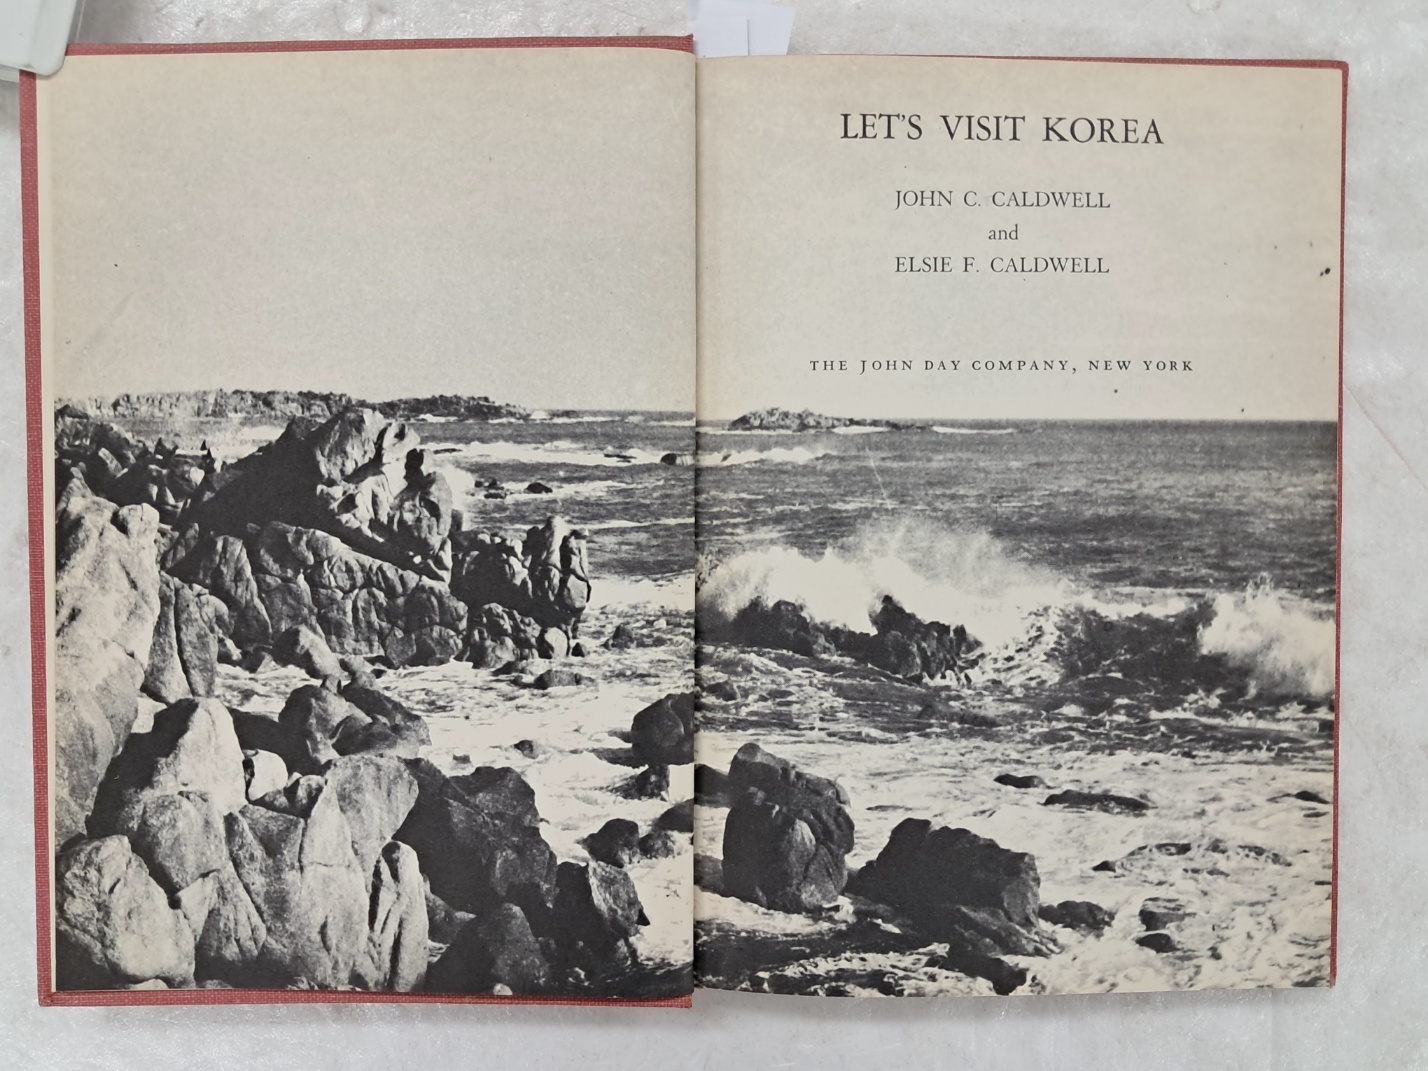 LET'S VISIT KOREA
JOHN C. CALDWELL
and
ELSIE F. CALDWELL
THE JOHN DAY COMPANY, NEW YORK